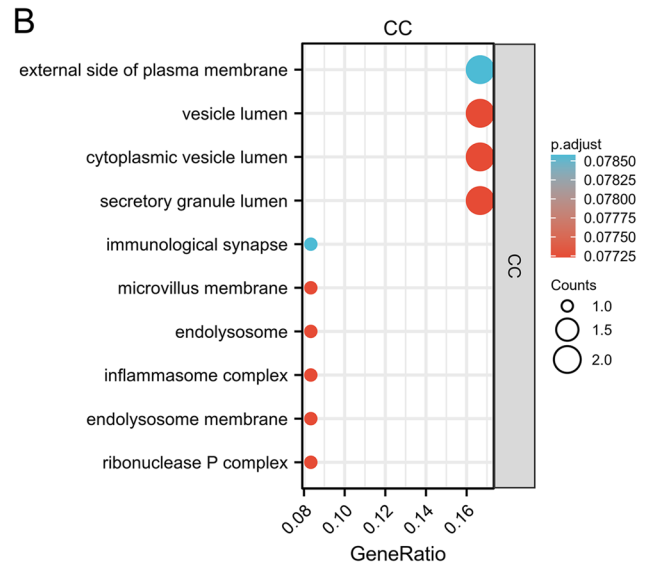 B
CC
external side of plasma membrane
vesicle lumen
cytoplasmic vesicle lumen
secretory granule lumen
immunological synapse
microvillus membrane
endolysosome
inflammasome complex
endolysosome membrane
ribonuclease P complex
0.08
0.10
0.12
0.14
0.16
GeneRatio
CC
p.adjust
0.07850
0.07825
0.07800
0.07775
0.07750
0.07725
Counts
1.0
1.5
2.0